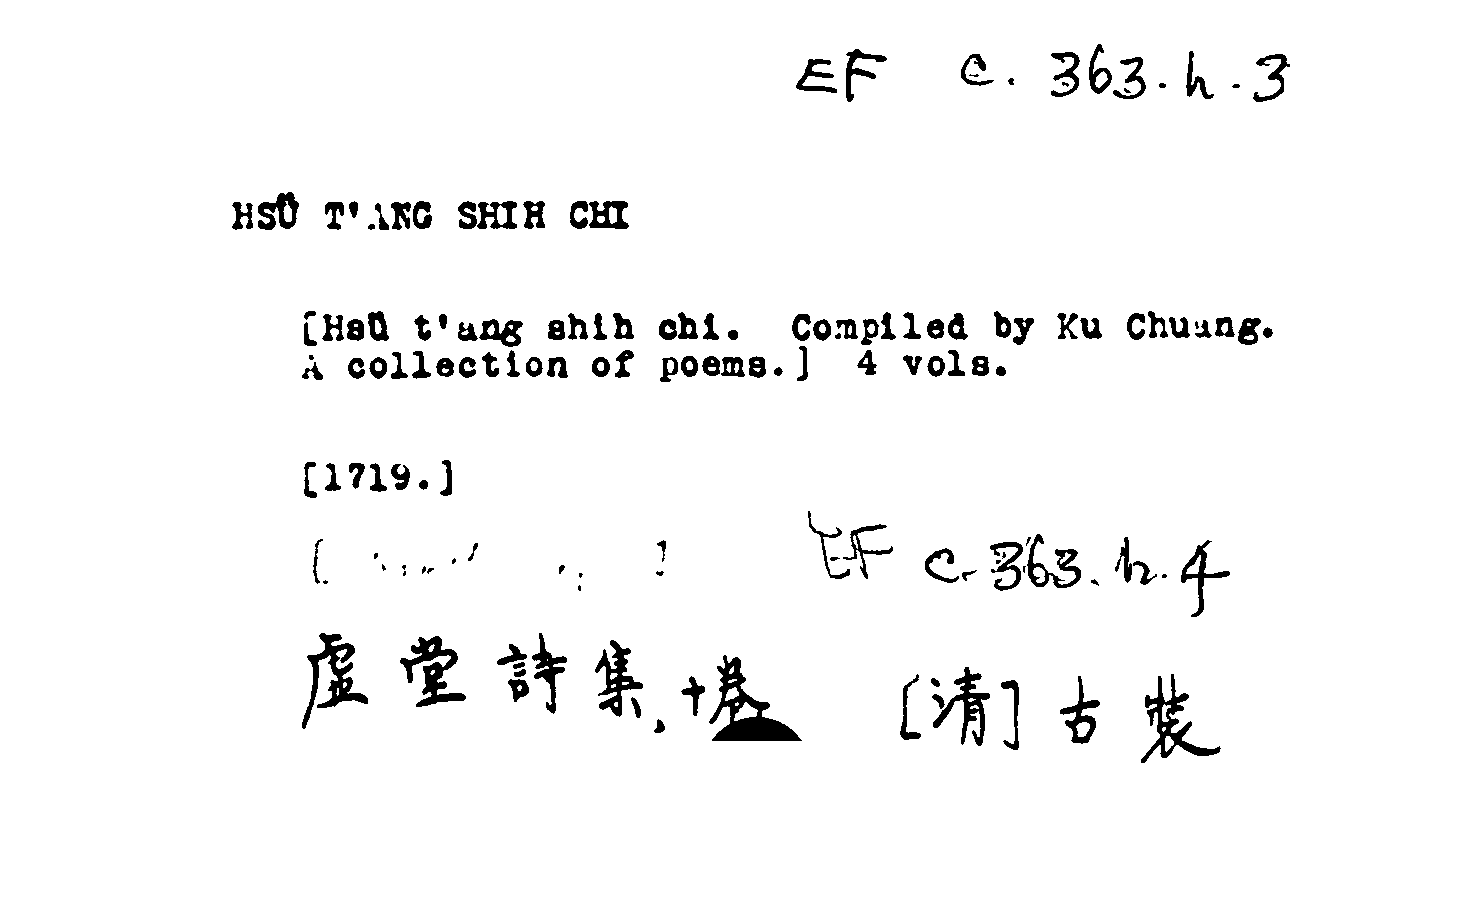 EF C. 363. h. 3
HSÜ T'ANG SHIH CHI
[Hsü t'ang shih chi. Compiled by Ku Chuang.
A collection of poems.] 4 vols.
[1719.]
EF C. 363. h. 4
虛堂詩集, 十卷 [清] 古裝